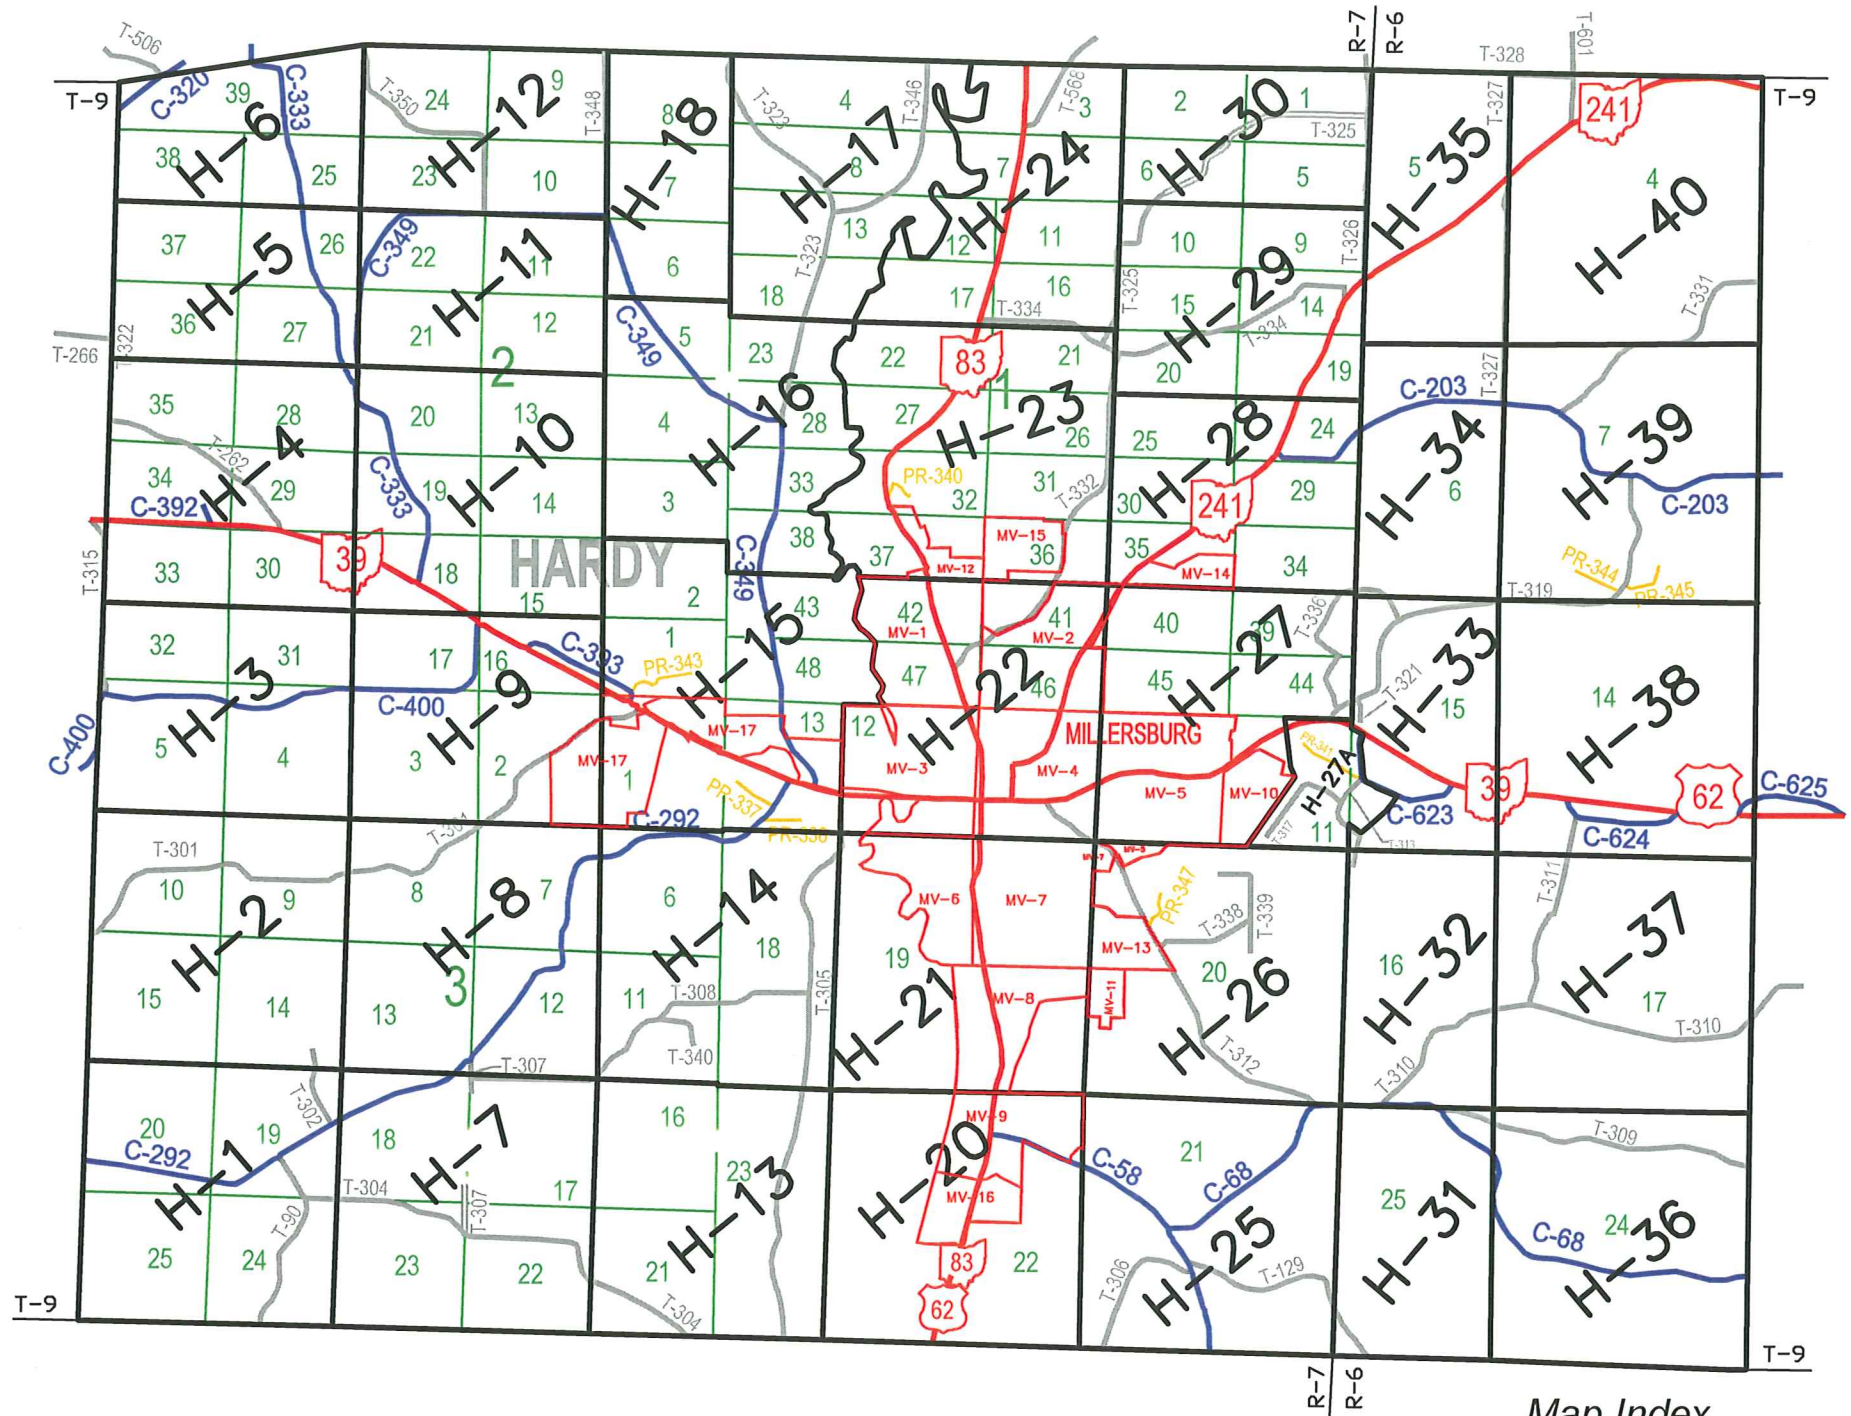 R-7
R-6
T-506
C-320
39
C-333
T-350
24
H-12
9
T-348
8
H-18
T-323
4
T-346
T-568
3
2
H-30
1
T-325
T-328
T-601
T-327
241
T-9
T-9
38
H-6
25
23
10
7
H-17
8
7
H-24
6
5
5
H-35
4
H-40
37
26
C-349
22
H-11
11
6
13
T-323
12
11
10
9
T-326
H-5
36
27
21
12
C-349
5
18
17
16
T-334
T-325
15
H-29
14
T-334
T-331
T-266
T-322
2
23
22
83
1
21
20
19
C-203
T-327
35
28
20
13
4
H-16
28
27
H-23
26
25
H-28
24
H-34
7
H-39
34
T-262
H-4
29
C-392
C-333
19
H-10
14
3
33
PR-340
32
31
T-332
30
241
29
6
C-203
T-315
33
30
39
18
HARDY
15
2
C-349
38
37
MV-12
MV-15
36
35
MV-14
34
PR-344
PR-345
T-319
32
31
17
16
C-393
1
PR-343
H-15
43
42
MV-1
41
MV-2
40
39
H-27
T-336
H-33
C-400
5
H-3
4
C-400
3
H-9
2
MV-17
MV-17
1
48
13
47
12
MV-3
H-22
46
MILLERSBURG
MV-4
45
44
MV-5
MV-10
PR-341
H-27A
T-321
15
14
H-38
39
62
C-625
T-301
T-301
C-292
PR-337
PR-338
T-317
11
T-313
C-623
C-624
10
H-2
9
8
H-8
7
6
H-14
18
19
MV-6
MV-7
MV-7
MV-5
PR-347
MV-13
T-338
T-339
20
H-26
16
H-32
T-311
H-37
17
15
14
13
3
12
11
T-308
T-340
T-305
H-21
MV-8
MV-11
T-312
T-310
T-310
T-307
20
C-292
19
H-1
T-302
18
H-7
17
16
23
H-13
MV-9
H-20
MV-16
C-58
21
C-68
25
H-31
T-309
24
H-36
C-68
25
24
T-90
T-304
23
T-307
22
21
T-304
83
62
22
T-306
H-25
T-129
T-9
T-9
R-7
R-6
Map Index